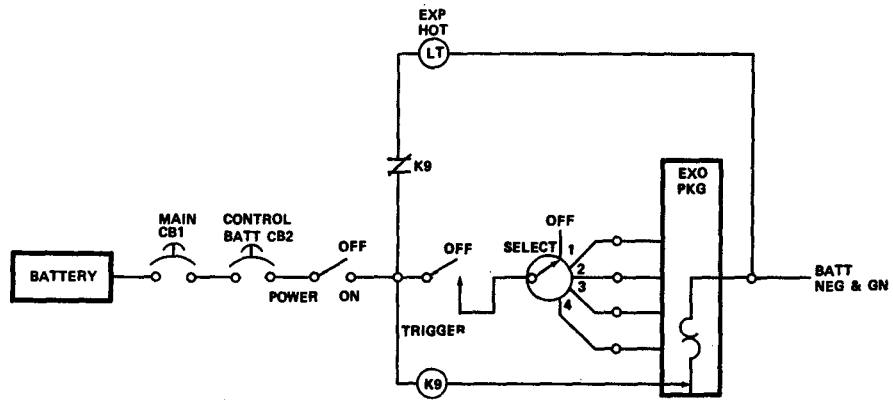 EXP
HOT
LT
K9
EXO
PKG
MAIN
CB1
CONTROL
BATT CB2
OFF
OFF
OFF
SELECT
1
2
3
4
BATTERY
POWER
ON
TRIGGER
BATT
NEG & GN
K9